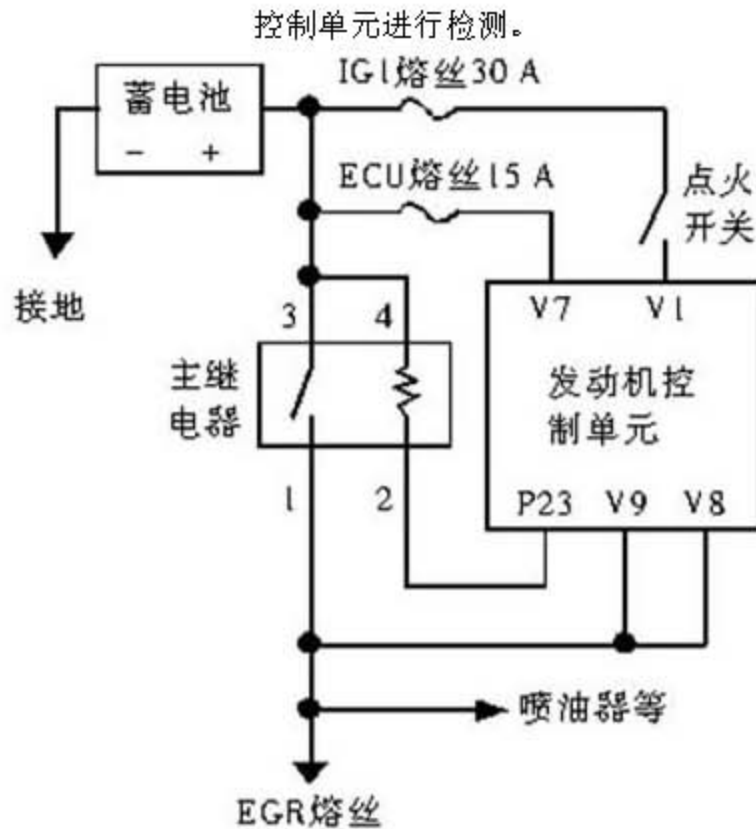 控制单元进行检测。
IG1熔丝30 A
蓄电池
- +
ECU熔丝15 A
点火
开关
接地
3 4
V7 V1
主继
电器
发动机控
制单元
1 2
P23 V9 V8
喷油器等
EGR熔丝